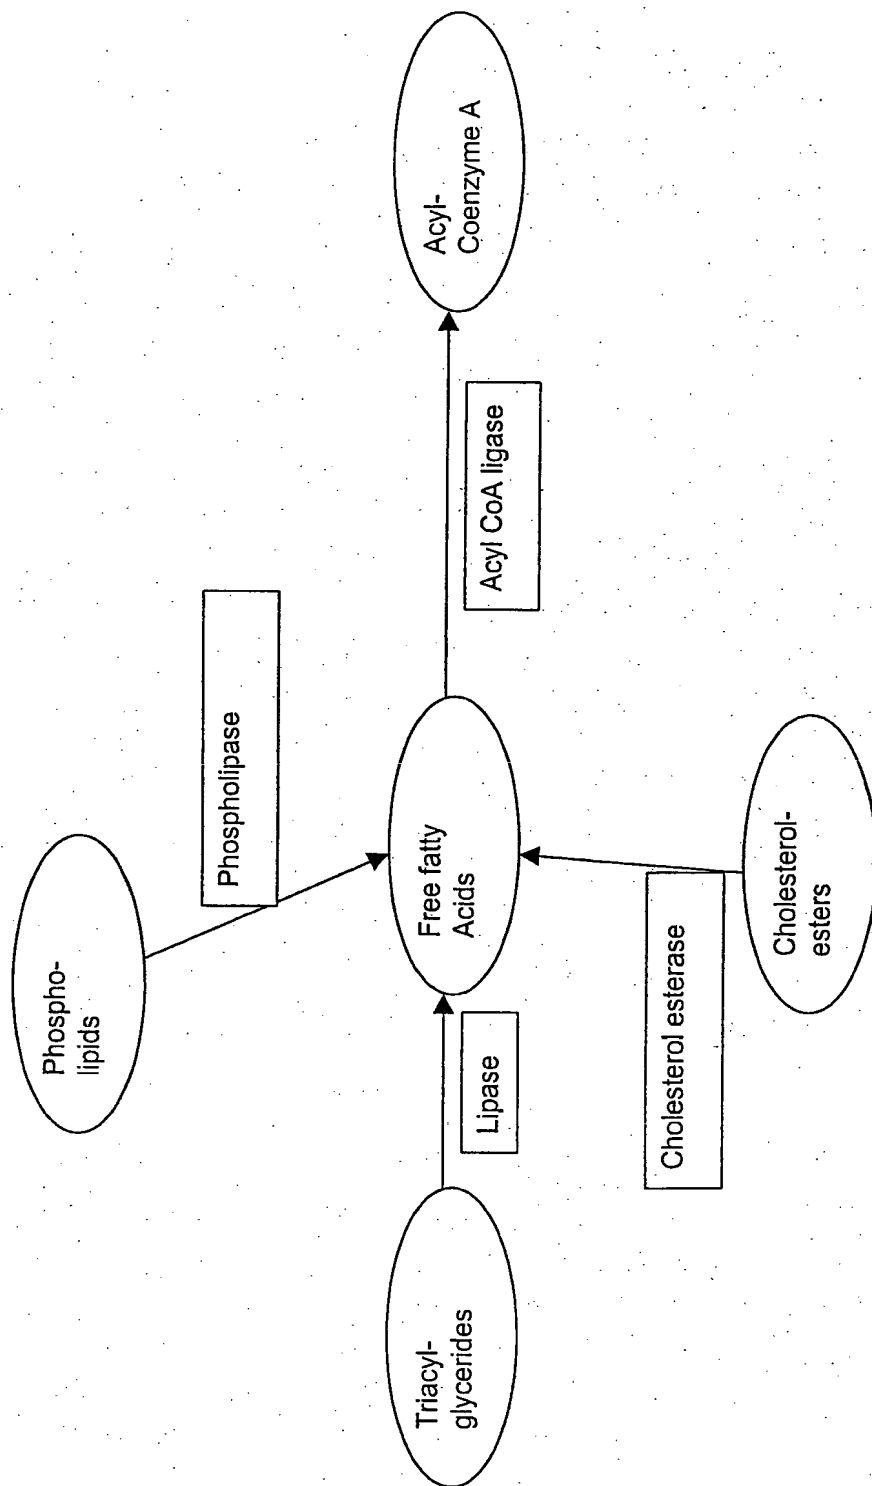 Phospho-
lipids
Phospholipase
Triacyl-
glycerides
Lipase
Free fatty
Acids
Acyl CoA ligase
Acyl-
Coenzyme A
Cholesterol esterase
Cholesterol-
esters